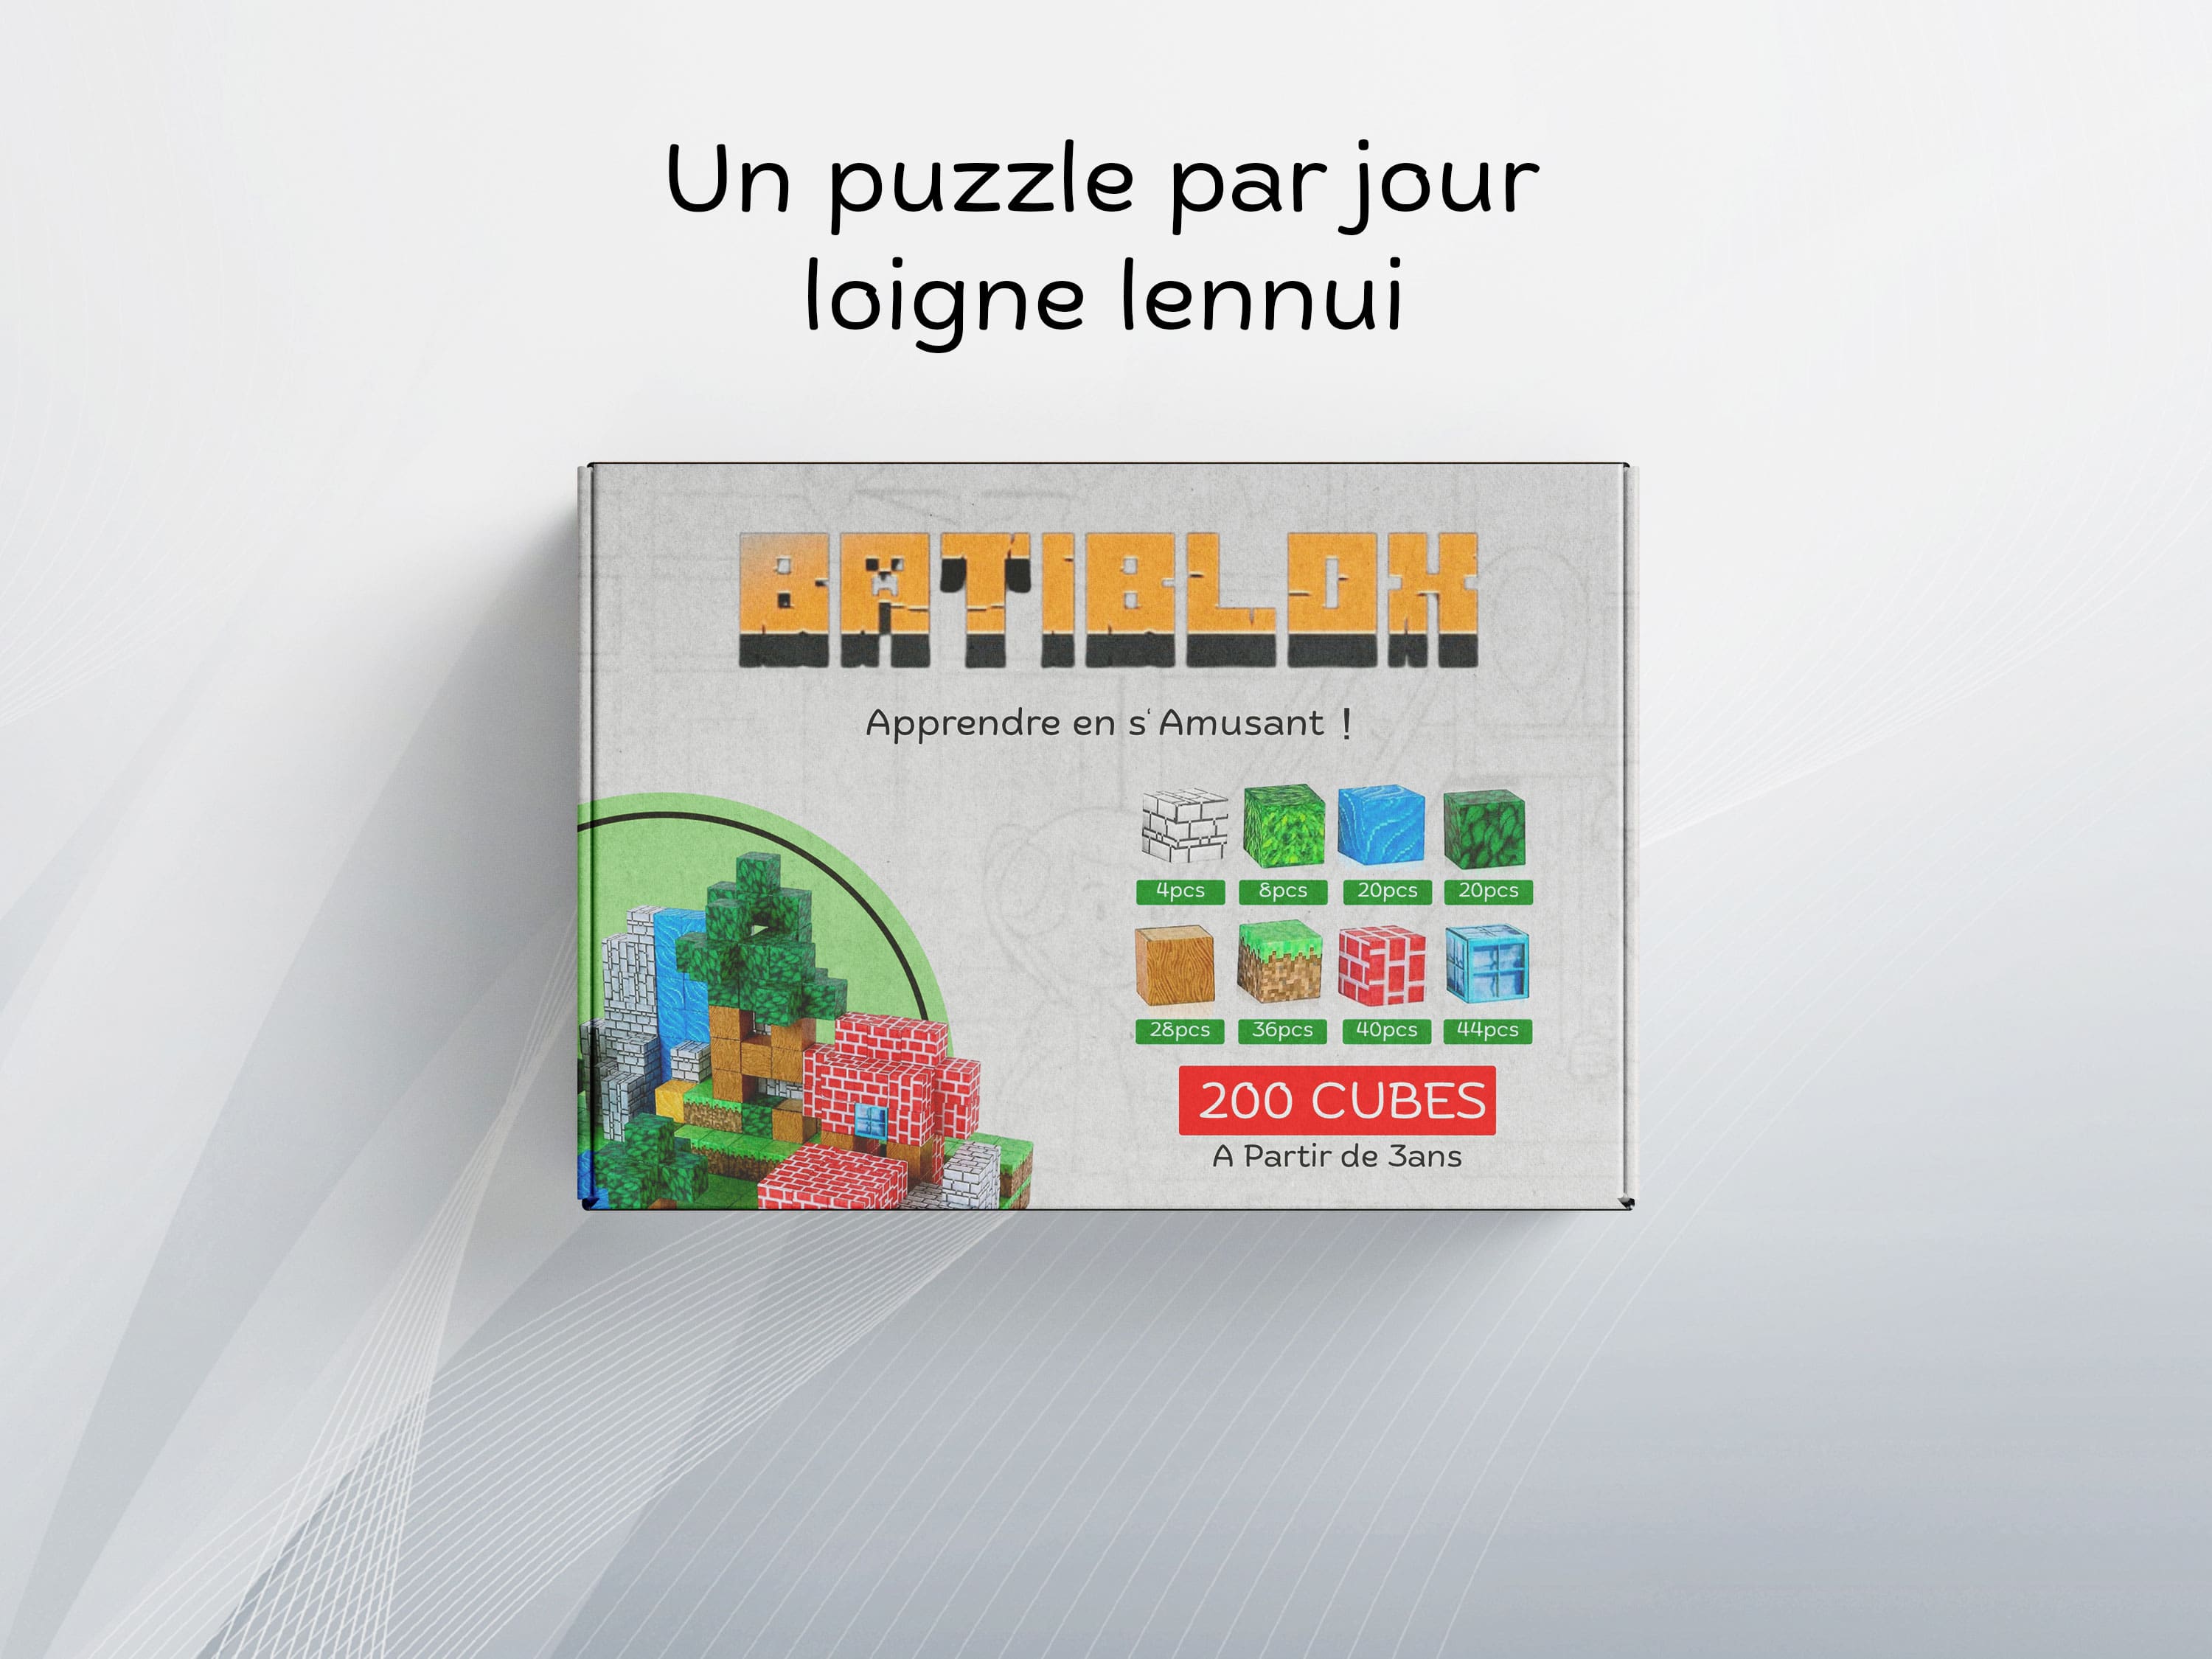 Un puzzle par jour
loigne lennui
BATIBLOX
Apprendre en s‘Amusant !
4pcs 8pcs 20pcs 20pcs
28pcs 36pcs 40pcs 44pcs
200 CUBES
A Partir de 3ans